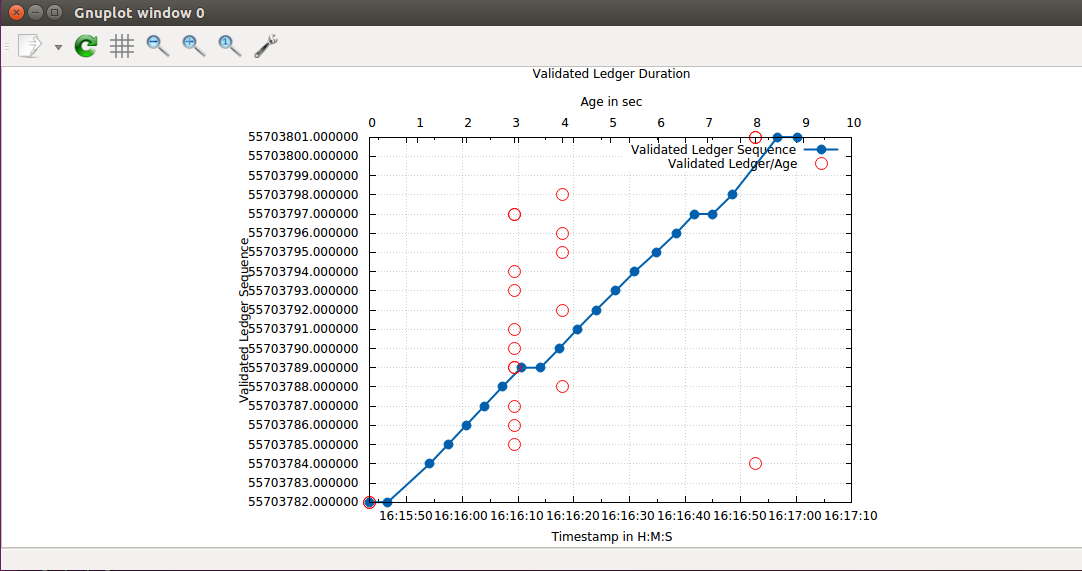 Gnuplot window 0
Validated Ledger Duration
Age in sec
0 1 2 3 4 5 6 7 8 9 10
55703801.000000
Validated Ledger Sequence
55703800.000000
Validated Ledger/Age
55703799.000000
55703798.000000
55703797.000000
55703796.000000
55703795.000000
55703794.000000
55703793.000000
55703792.000000
55703791.000000
55703790.000000
55703789.000000
55703788.000000
55703787.000000
55703786.000000
55703785.000000
55703784.000000
55703783.000000
55703782.000000
Validated Ledger Sequence
16:15:50 16:16:00 16:16:10 16:16:20 16:16:30 16:16:40 16:16:50 16:17:00 16:17:10
Timestamp in H:M:S